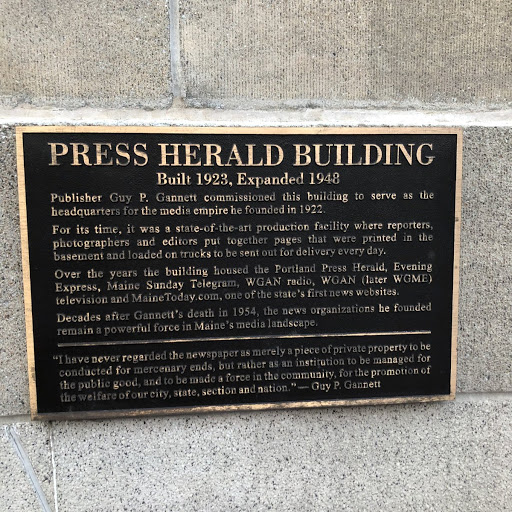 PRESS HERALD BUILDING
Built 1923, Expanded 1948
Publisher Guy P. Gannett commissioned this building to serve as the
headquarters for the media empire he founded in 1922.
For its time, it was a state-of-the-art production facility where reporters,
photographers and editors put together pages that were printed in the
basement and loaded on trucks to be sent out for delivery every day.
Over the years the building housed the Portland Press Herald, Evening
Express, Maine Sunday Telegram, WGAN radio, WGAN (later WGME)
television and MaineToday.com, one of the state's first news websites.
Decades after Gannett's death in 1954, the news organizations he founded
remain a powerful force in Maine's media landscape.
"I have never regarded the newspaper as merely a piece of private property to be
conducted for mercenary ends, but rather as an institution to be managed for
the public good, and to be made a force in the community, for the promotion of
the welfare of our city, state, section and nation." — Guy P. Gannett